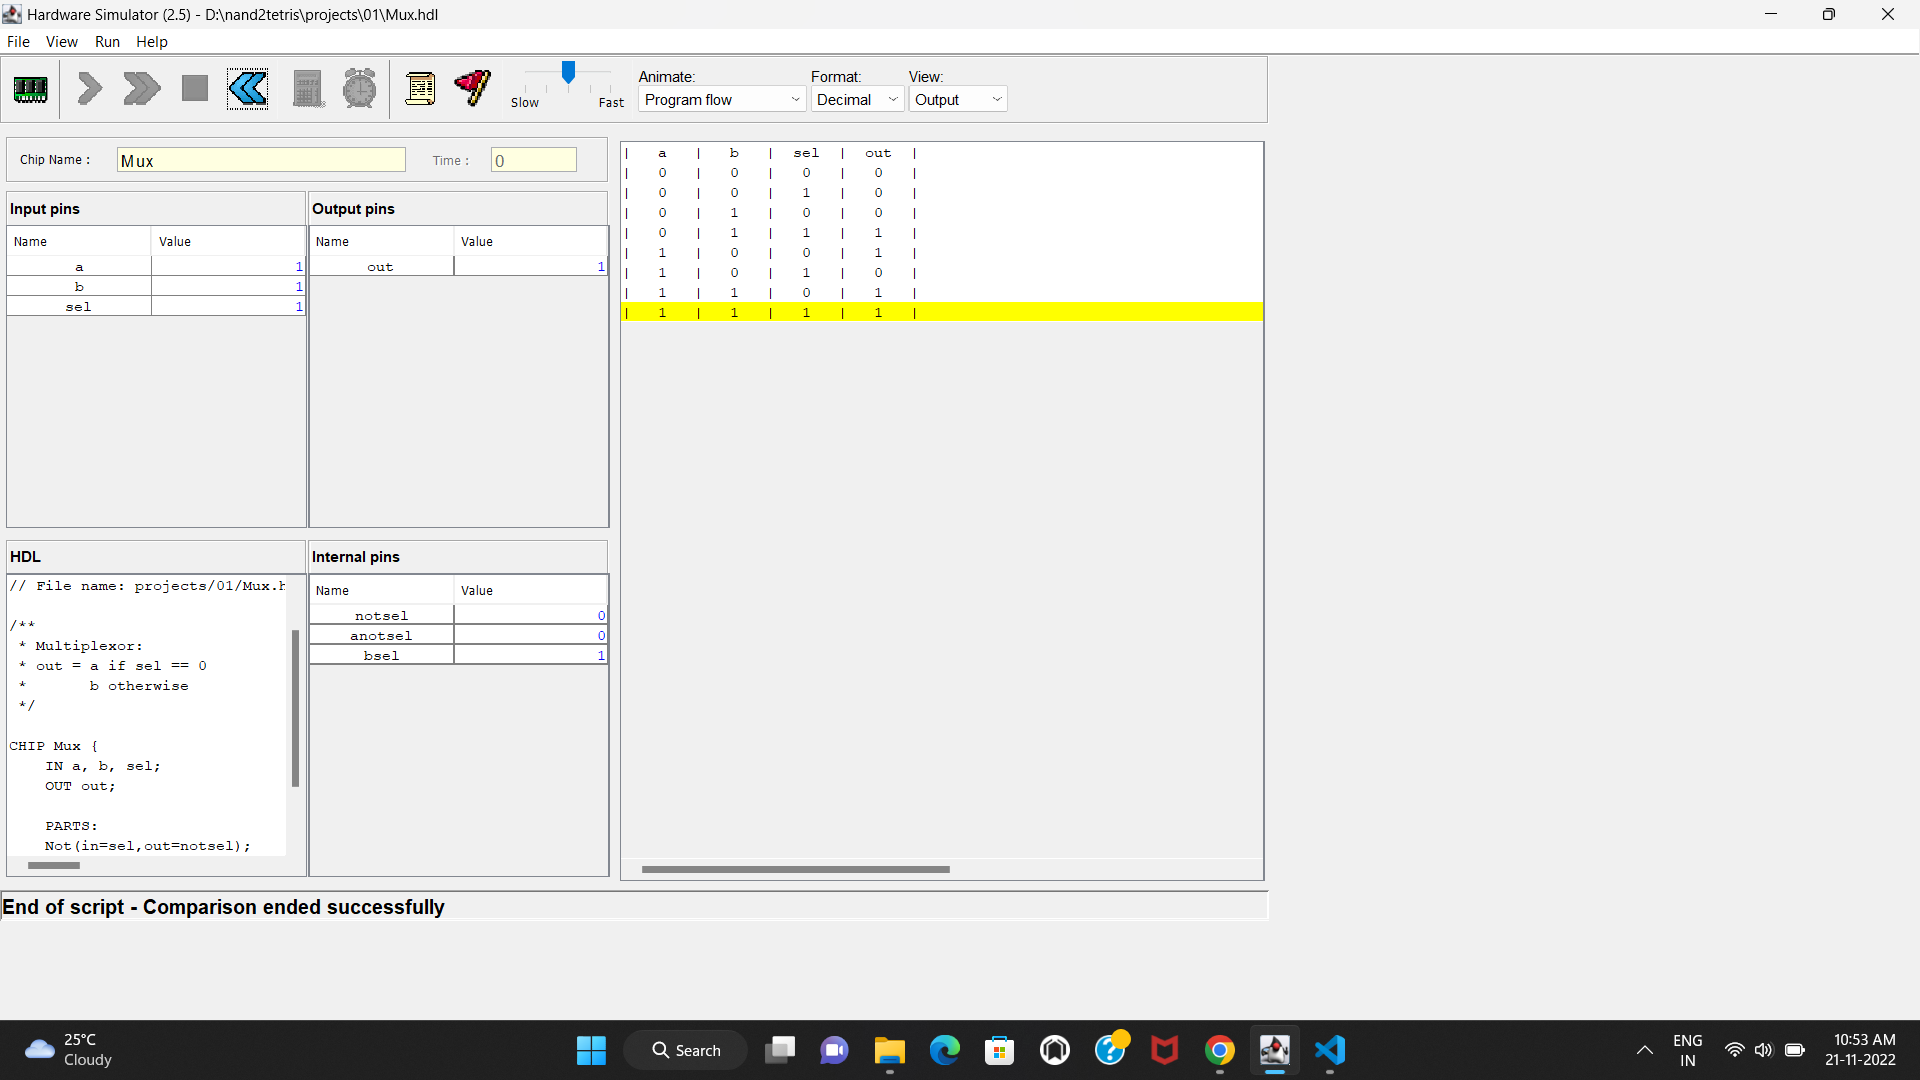 Hardware Simulator (2.5) - D:\nand2tetris\projects\01\Mux.hdl
File View Run Help
Slow Fast
Animate: Format: View:
Program flow Decimal Output
Chip Name : Mux Time : 0
Input pins
Name Value
a 1
b 1
sel 1
Output pins
Name Value
out 1
HDL
// File name: projects/01/Mux.h
/**
* Multiplexor:
* out = a if sel == 0
* b otherwise
*/
CHIP Mux {
IN a, b, sel;
OUT out;
PARTS:
Not(in=sel,out=notsel);
Internal pins
Name Value
notsel 0
anotsel 0
bsel 1
| a | b | sel | out |
| 0 | 0 | 0 | 0 |
| 0 | 0 | 1 | 0 |
| 0 | 1 | 0 | 0 |
| 0 | 1 | 1 | 1 |
| 1 | 0 | 0 | 1 |
| 1 | 0 | 1 | 0 |
| 1 | 1 | 0 | 1 |
| 1 | 1 | 1 | 1 |
End of script - Comparison ended successfully
25°C
Cloudy
Search
ENG
IN
10:53 AM
21-11-2022